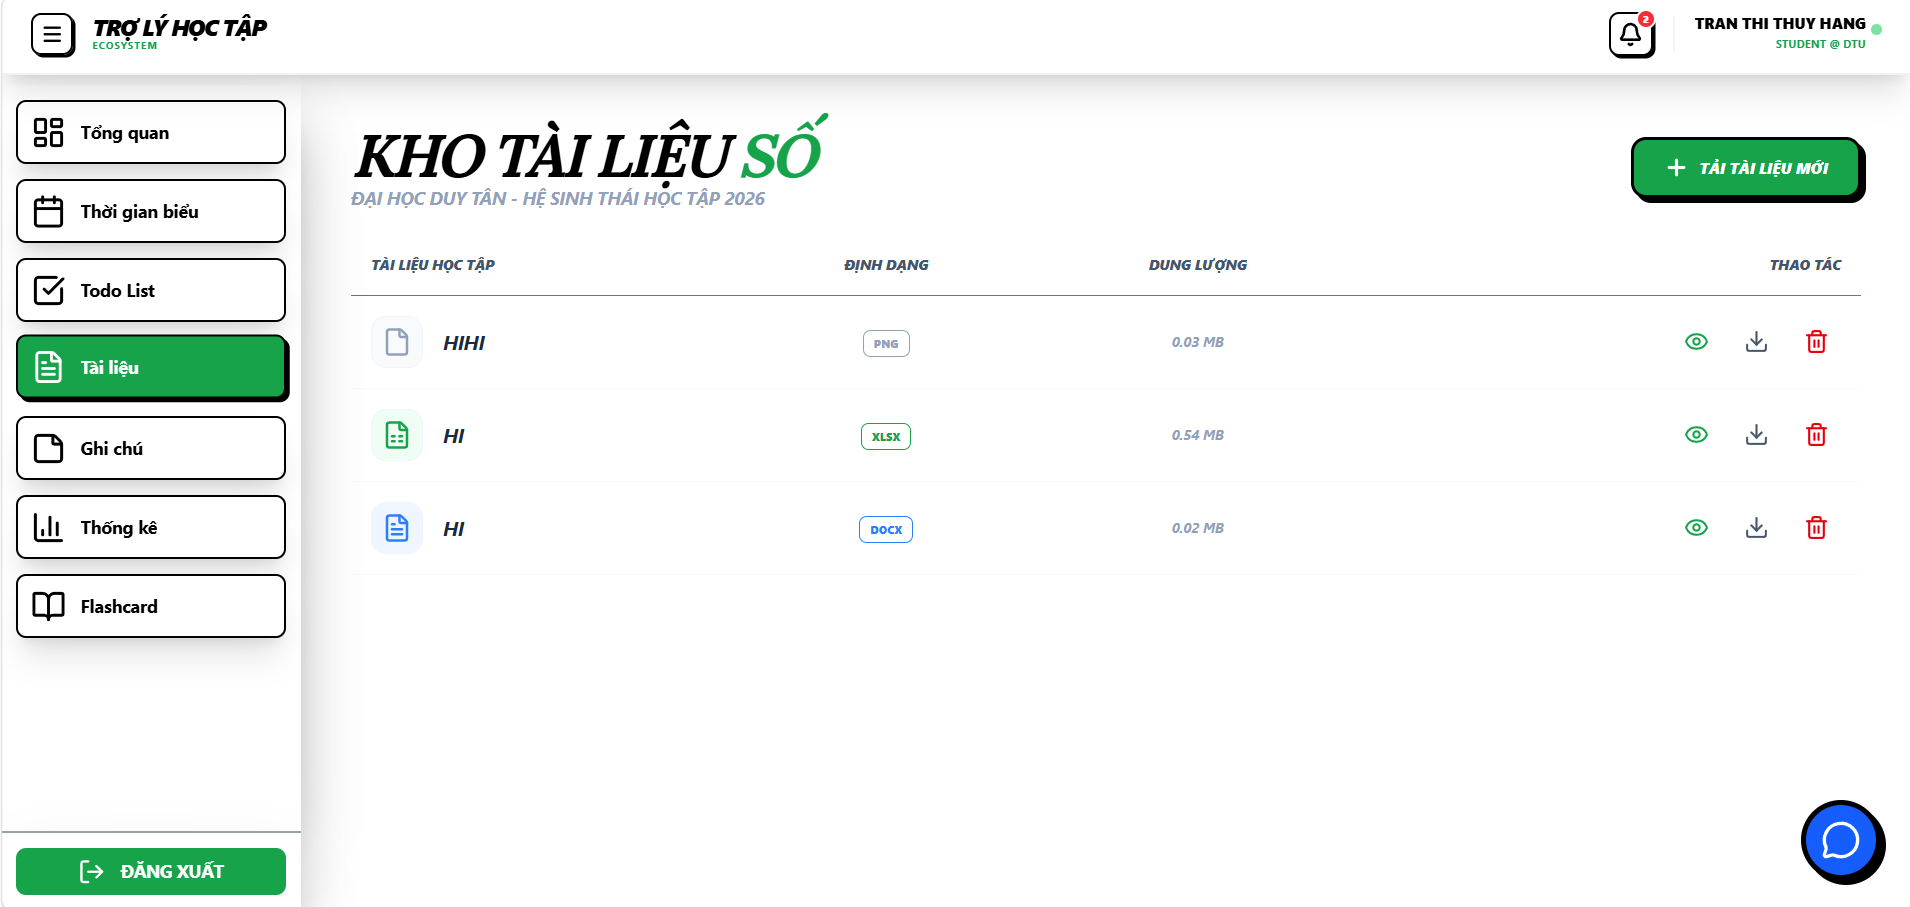 TRỢ LÝ HỌC TẬP
ECOSYSTEM
2
TRAN THI THUY HANG
STUDENT @ DTU
Tổng quan
Thời gian biểu
Todo List
Tài liệu
Ghi chú
Thống kê
Flashcard
ĐĂNG XUẤT
KHO TÀI LIỆU SỐ
ĐẠI HỌC DUY TÂN - HỆ SINH THÁI HỌC TẬP 2026
TẢI TÀI LIỆU MỚI
TÀI LIỆU HỌC TẬP ĐỊNH DẠNG DUNG LƯỢNG THAO TÁC
HIHI PNG 0.03 MB
HI XLSX 0.54 MB
HI DOCX 0.02 MB